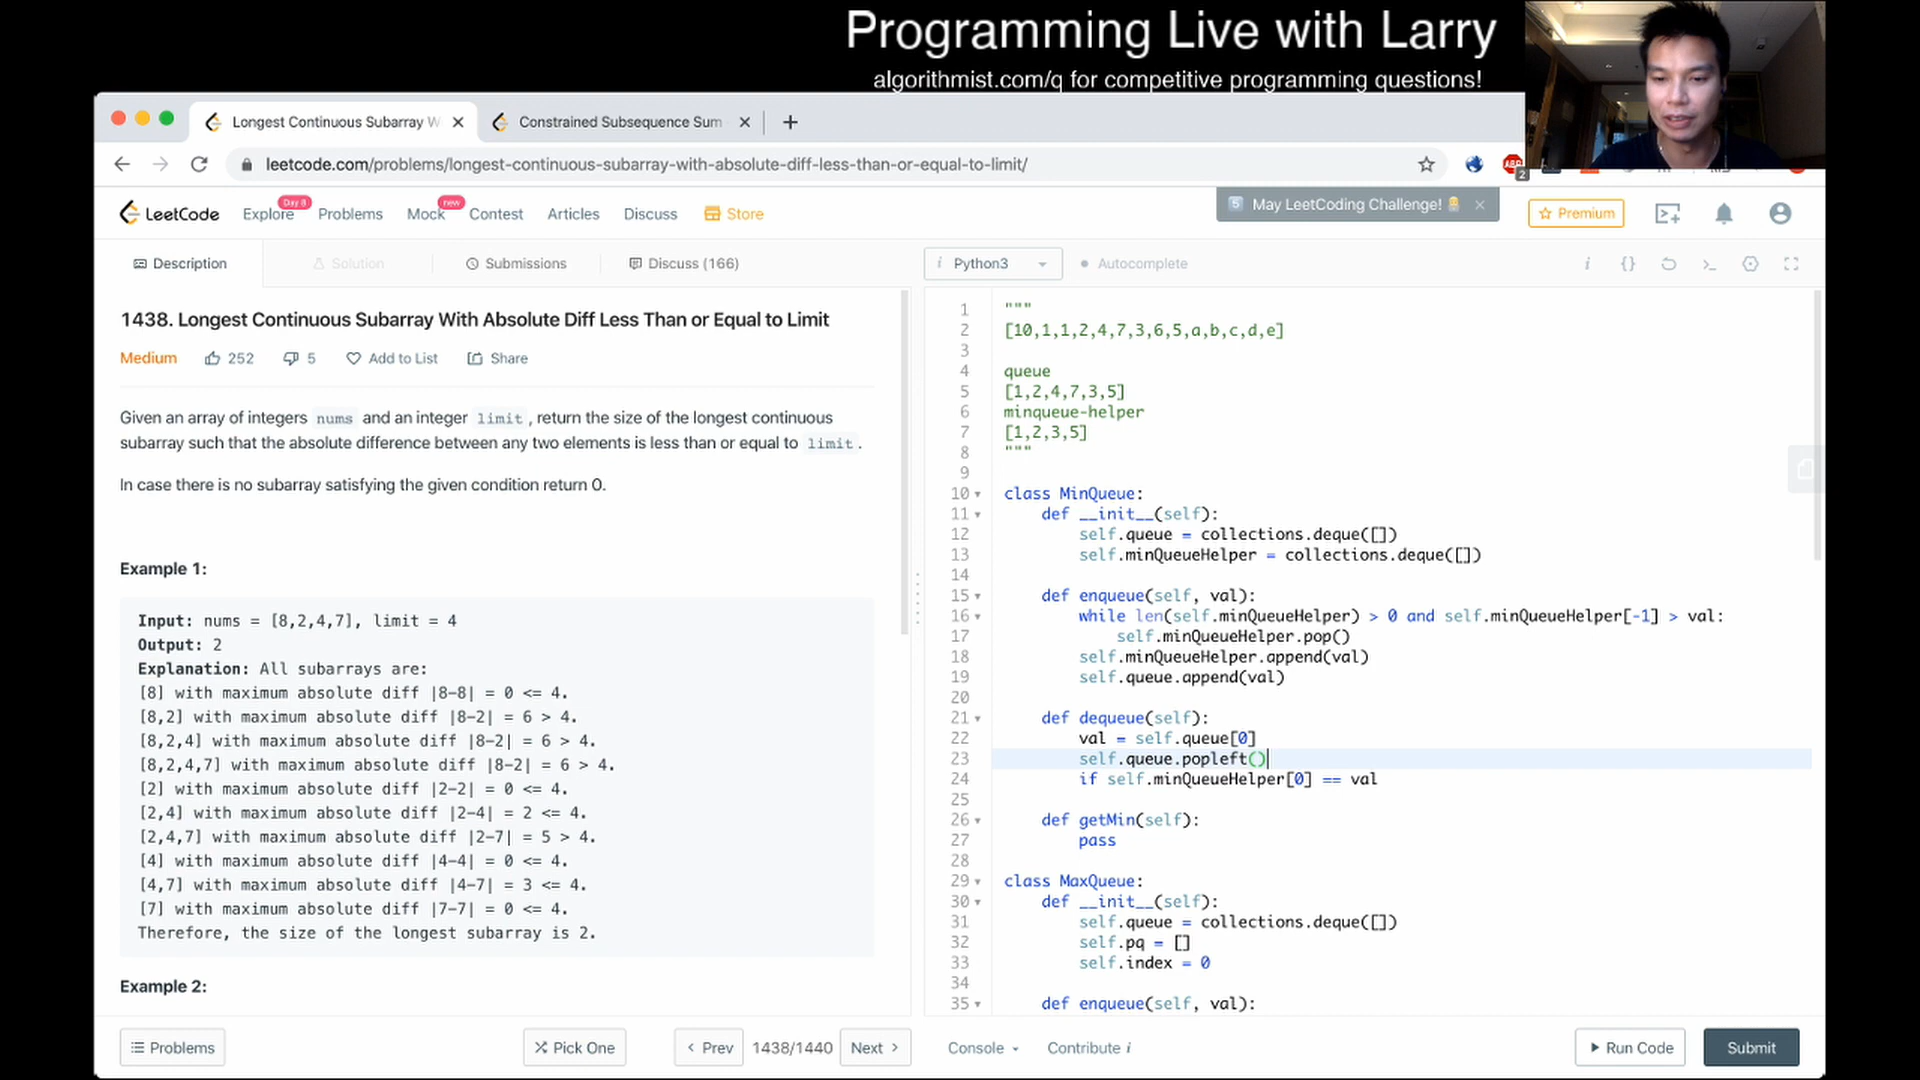 Programming Live with Larry
algorithmist.com/q for competitive programming questions!
Longest Continuous Subarray W
Constrained Subsequence Sum
leetcode.com/problems/longest-continuous-subarray-with-absolute-diff-less-than-or-equal-to-limit/
2
LeetCode
Explore
Day 8
Problems
Mock
new
Contest
Articles
Discuss
Store
May LeetCoding Challenge!
Premium
Description
Solution
Submissions
Discuss (166)
i Python3
Autocomplete
1438. Longest Continuous Subarray With Absolute Diff Less Than or Equal to Limit
Medium 252 5 Add to List Share
Given an array of integers nums and an integer limit, return the size of the longest continuous
subarray such that the absolute difference between any two elements is less than or equal to limit.
In case there is no subarray satisfying the given condition return 0.
Example 1:
Input: nums = [8,2,4,7], limit = 4
Output: 2
Explanation: All subarrays are:
[8] with maximum absolute diff |8-8| = 0 <= 4.
[8,2] with maximum absolute diff |8-2| = 6 > 4.
[8,2,4] with maximum absolute diff |8-2| = 6 > 4.
[8,2,4,7] with maximum absolute diff |8-2| = 6 > 4.
[2] with maximum absolute diff |2-2| = 0 <= 4.
[2,4] with maximum absolute diff |2-4| = 2 <= 4.
[2,4,7] with maximum absolute diff |2-7| = 5 > 4.
[4] with maximum absolute diff |4-4| = 0 <= 4.
[4,7] with maximum absolute diff |4-7| = 3 <= 4.
[7] with maximum absolute diff |7-7| = 0 <= 4.
Therefore, the size of the longest subarray is 2.
Example 2:
1 """
2 [10,1,1,2,4,7,3,6,5,a,b,c,d,e]
3
4 queue
5 [1,2,4,7,3,5]
6 minqueue-helper
7 [1,2,3,5]
8 """
9
10 class MinQueue:
11 def __init__(self):
12 self.queue = collections.deque([])
13 self.minQueueHelper = collections.deque([])
14
15 def enqueue(self, val):
16 while len(self.minQueueHelper) > 0 and self.minQueueHelper[-1] > val:
17 self.minQueueHelper.pop()
18 self.minQueueHelper.append(val)
19 self.queue.append(val)
20
21 def dequeue(self):
22 val = self.queue[0]
23 self.queue.popleft()
24 if self.minQueueHelper[0] == val
25
26 def getMin(self):
27 pass
28
29 class MaxQueue:
30 def __init__(self):
31 self.queue = collections.deque([])
32 self.pq = []
33 self.index = 0
34
35 def enqueue(self, val):
Problems
Pick One
Prev
1438/1440
Next
Console
Contribute i
Run Code
Submit